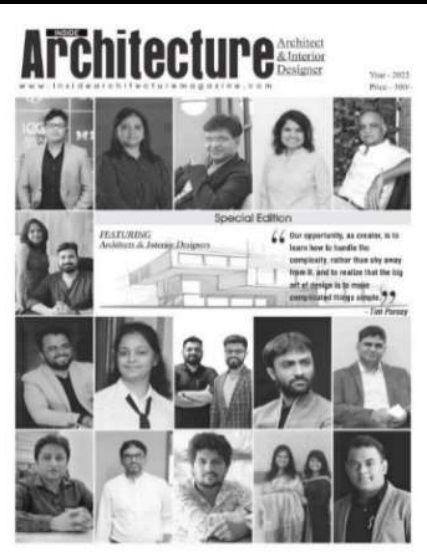 INSIDE
Architecture
Architect
& Interior
Designer
www.insidearchitecturemagazine.com
Year - 2022
Price - 300/-
Special Edition
FEATURING
Architects & Interior Designers
“ Our opportunity, as creator, is to
learn how to handle the
complexity, rather than shy away
from it, and to realize that the big
art of design is to make
complicated things simple.”
- Tim Parsey